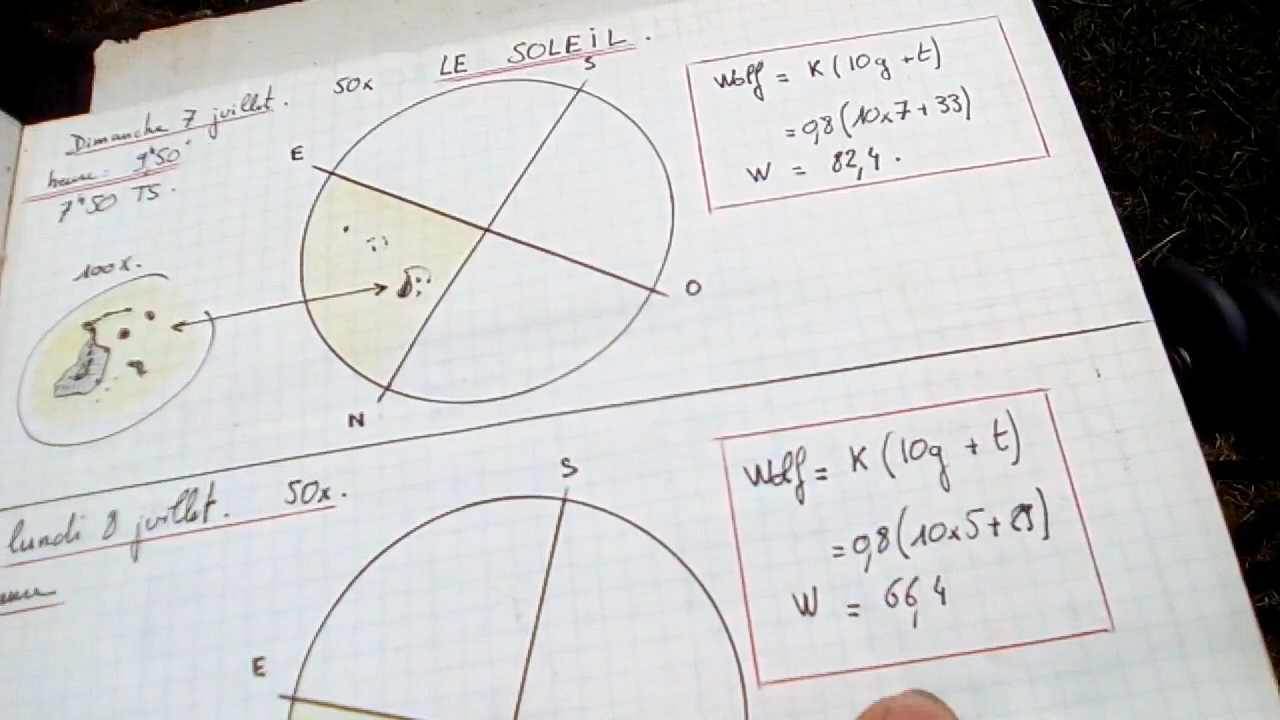 LE SOLEIL.
Dimanche 7 juillet. 50x
heure: 9h50
7h50 TS.
100x.
S
E
O
N
Wolf = K(10g+t)
=0,8(10x7+33)
W = 82,4.
lundi 8 juillet. 50x.
S
E
Wolf = K(10g+t)
=0,8(10x5+
W = 66,4